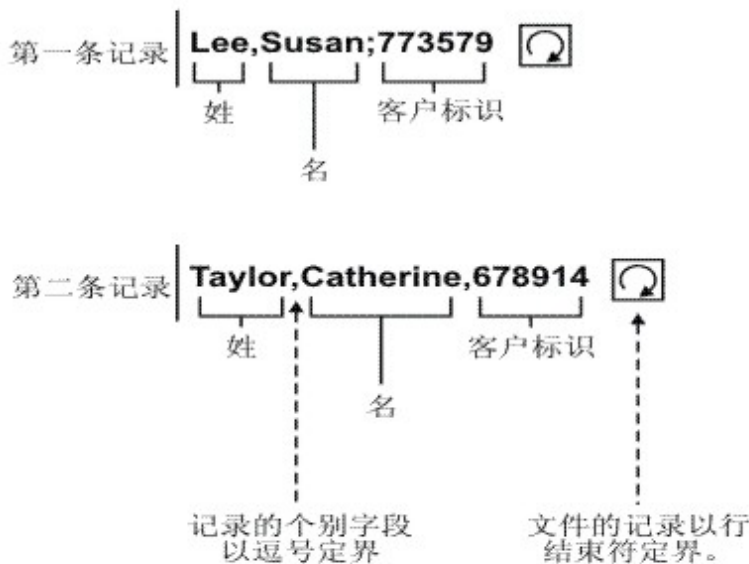 第一条记录 Lee,Susan;773579
姓 客户标识
名
第二条记录 Taylor,Catherine,678914
姓 客户标识
名
记录的个别字段 文件的记录以行
以逗号定界 结束符定界。